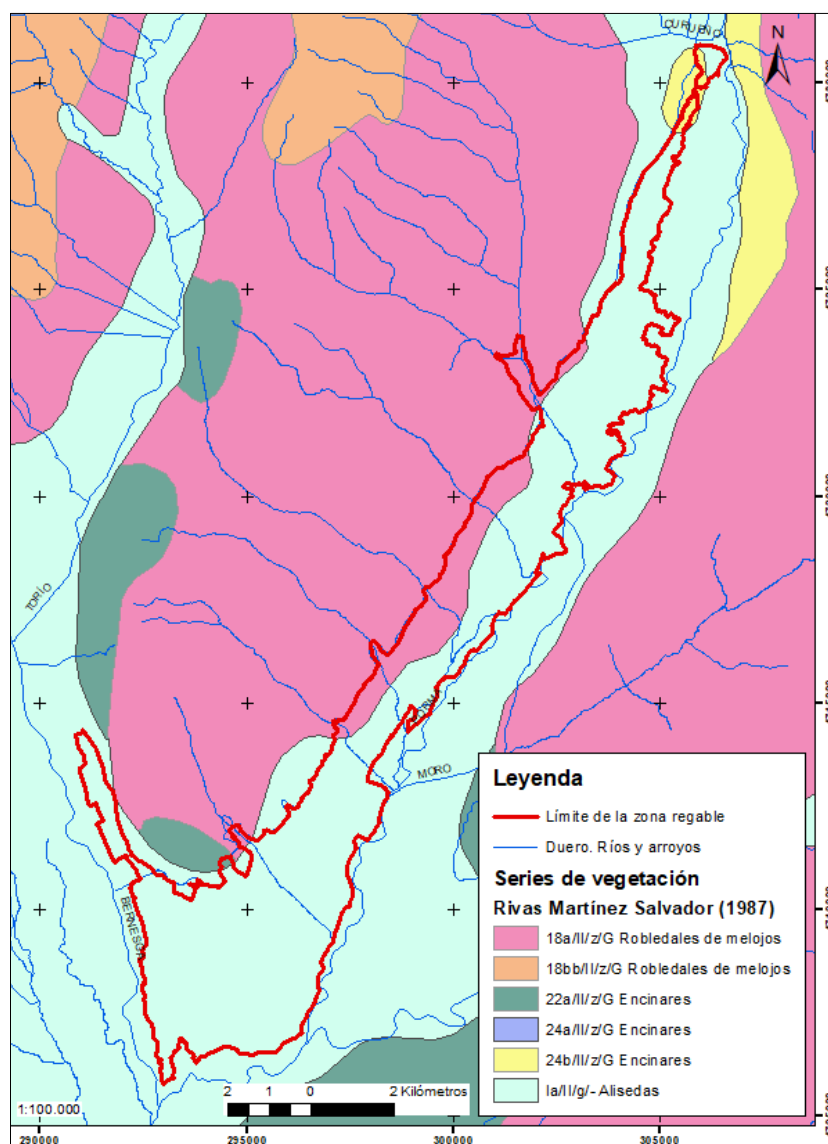 CURUEÑO
N
TORÍO
MORO
BERNESGA
Leyenda
Límite de la zona regable
Duero. Ríos y arroyos
Series de vegetación
Rivas Martínez Salvador (1987)
18a/II/z/G Robledales de melojos
18bb/II/z/G Robledales de melojos
22a/II/z/G Encinares
24a/II/z/G Encinares
24b/II/z/G Encinares
Ia/II/g/- Alisedas
1:100.000
2 1 0 2 Kilómetros
290000 295000 300000 305000